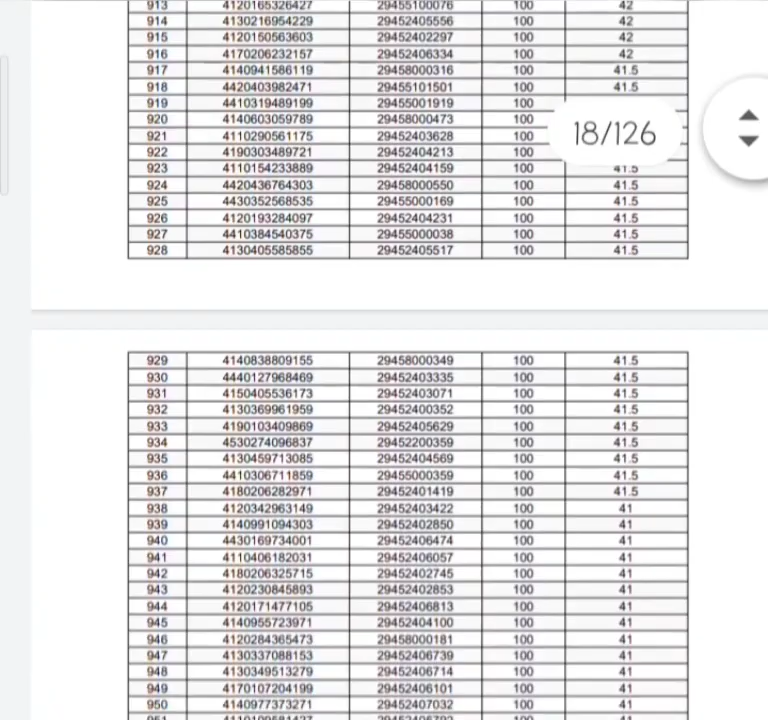 913 4120165326427 29455100076 100 42
914 4130216954229 29452405556 100 42
915 4120150563603 29452402297 100 42
916 4170206232157 29452406334 100 42
917 4140941586119 29458000316 100 41.5
918 4420403982471 29455101501 100 41.5
919 4410319489199 29455001919 100
920 4140603059789 29458000473 100
921 4110290561175 29452403628 100
922 4190303489721 29452404213 100
18/126
923 4110154233889 29452404159 100 41.5
924 4420436764303 29458000550 100 41.5
925 4430352568535 29455000169 100 41.5
926 4120193284097 29452404231 100 41.5
927 4410384540375 29455000038 100 41.5
928 4130405585855 29452405517 100 41.5
929 4140838809155 29458000349 100 41.5
930 4440127968469 29452403335 100 41.5
931 4150405536173 29452403071 100 41.5
932 4130369961959 29452400352 100 41.5
933 4190103409869 29452405629 100 41.5
934 4530274096837 29452200359 100 41.5
935 4130459713085 29452404569 100 41.5
936 4410306711859 29455000359 100 41.5
937 4180206282971 29452401419 100 41.5
938 4120342963149 29452403422 100 41
939 4140991094303 29452402850 100 41
940 4430169734001 29452406474 100 41
941 4110406182031 29452406057 100 41
942 4180206325715 29452402745 100 41
943 4120230845893 29452402853 100 41
944 4120171477105 29452406813 100 41
945 4140955723971 29452404100 100 41
946 4120284365473 29458000181 100 41
947 4130337088153 29452406739 100 41
948 4130349513279 29452406714 100 41
949 4170107204199 29452406101 100 41
950 4140977373271 29452407032 100 41